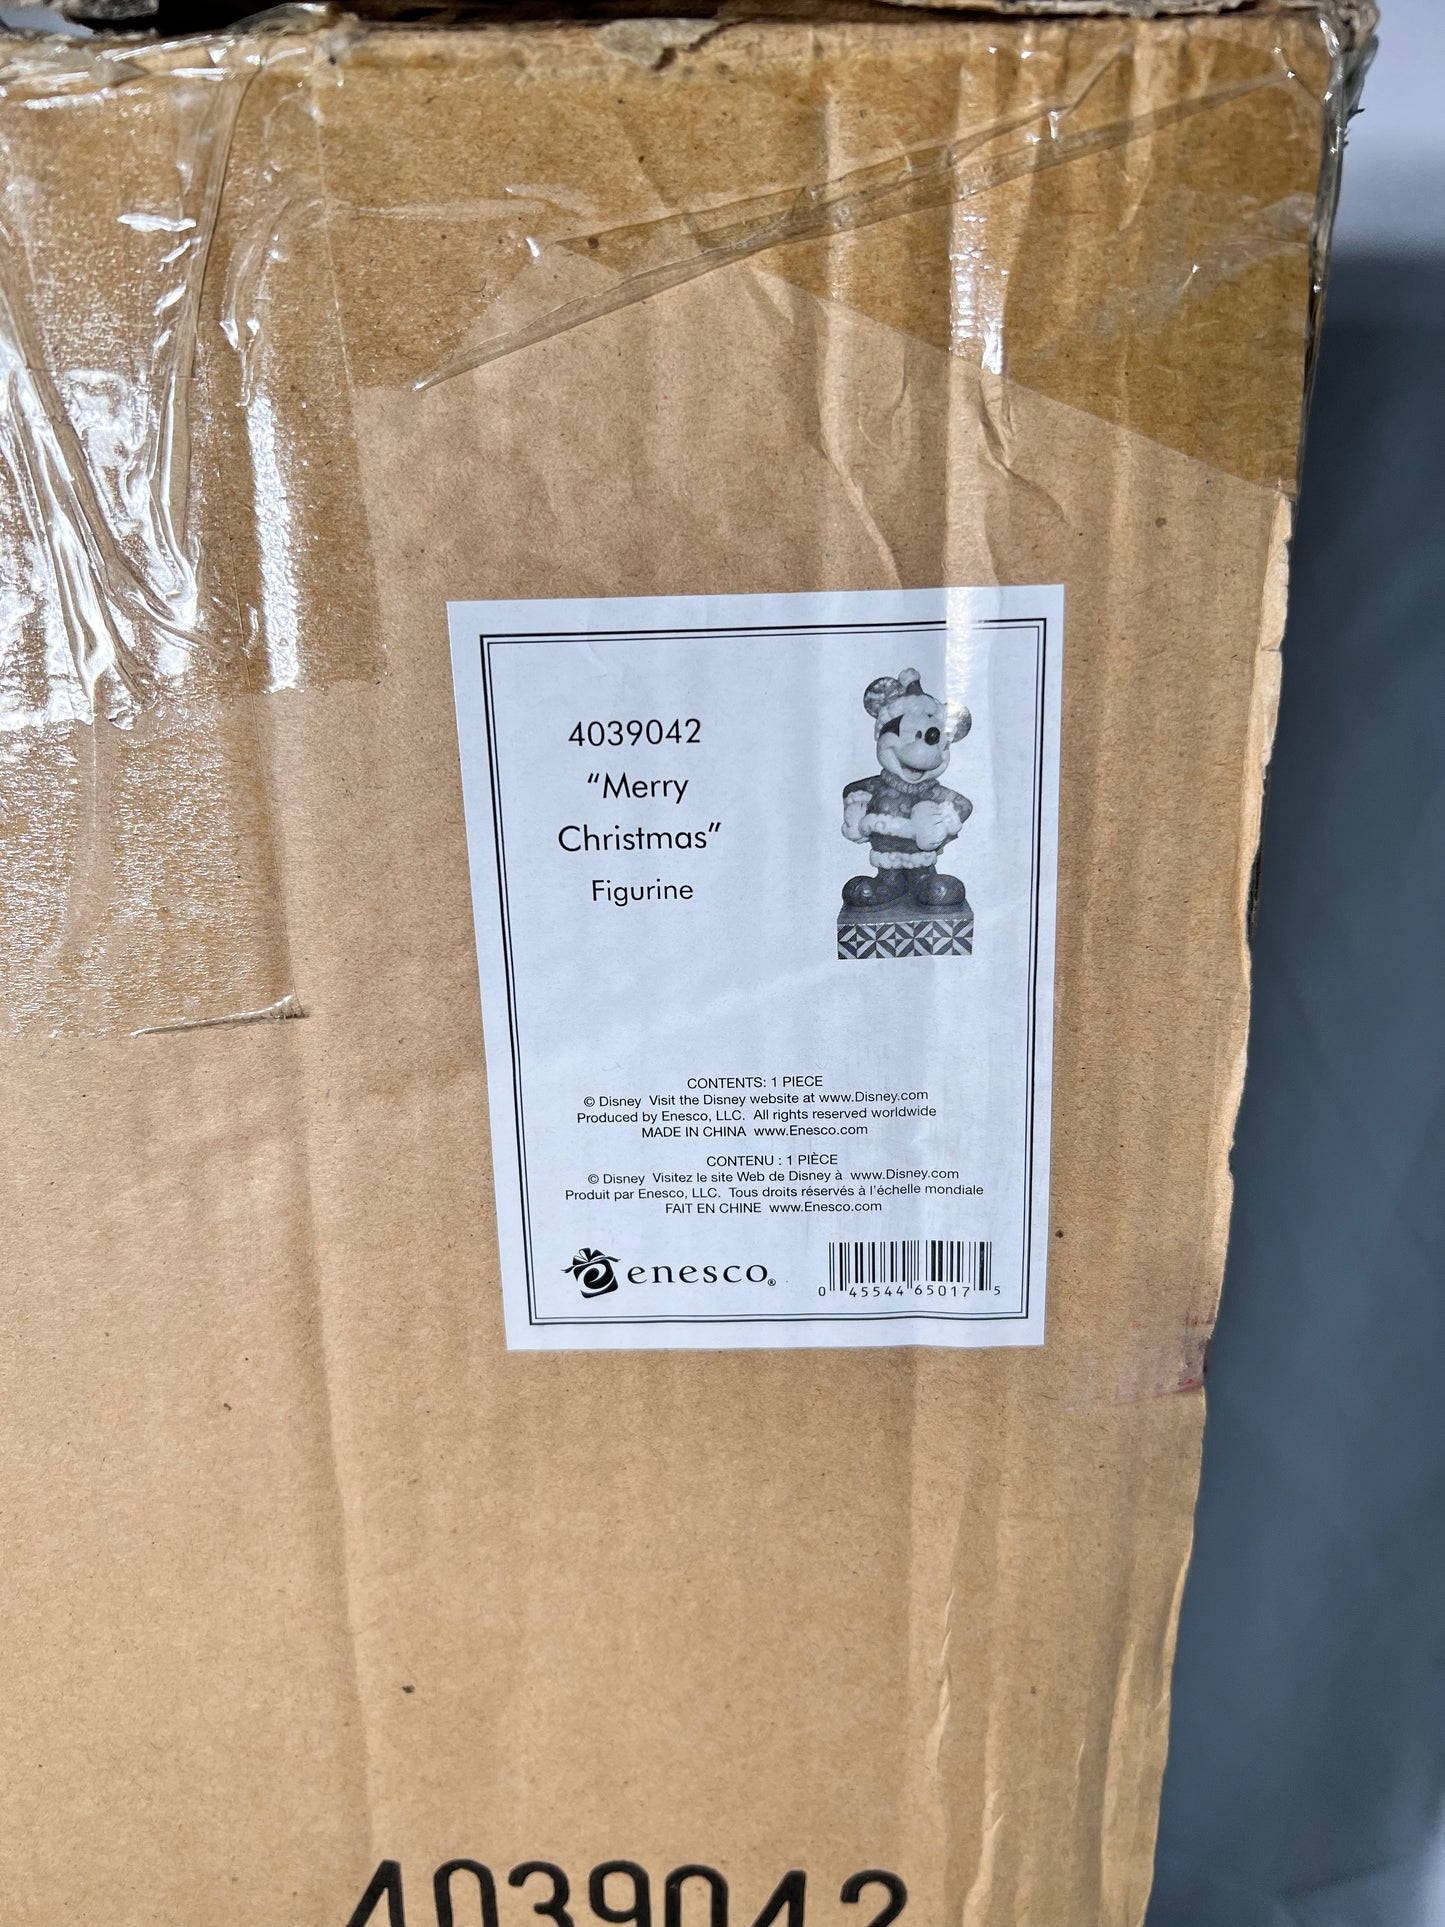 4039042
“Merry
Christmas”
Figurine
CONTENTS: 1 PIECE
© Disney Visit the Disney website at www.Disney.com
Produced by Enesco, LLC. All rights reserved worldwide
MADE IN CHINA www.Enesco.com
CONTENU : 1 PIÈCE
© Disney Visitez le site Web de Disney à www.Disney.com
Produit par Enesco, LLC. Tous droits réservés à l'échelle mondiale
FAIT EN CHINE www.Enesco.com
enesco®
0 45544 65017 5
4039042